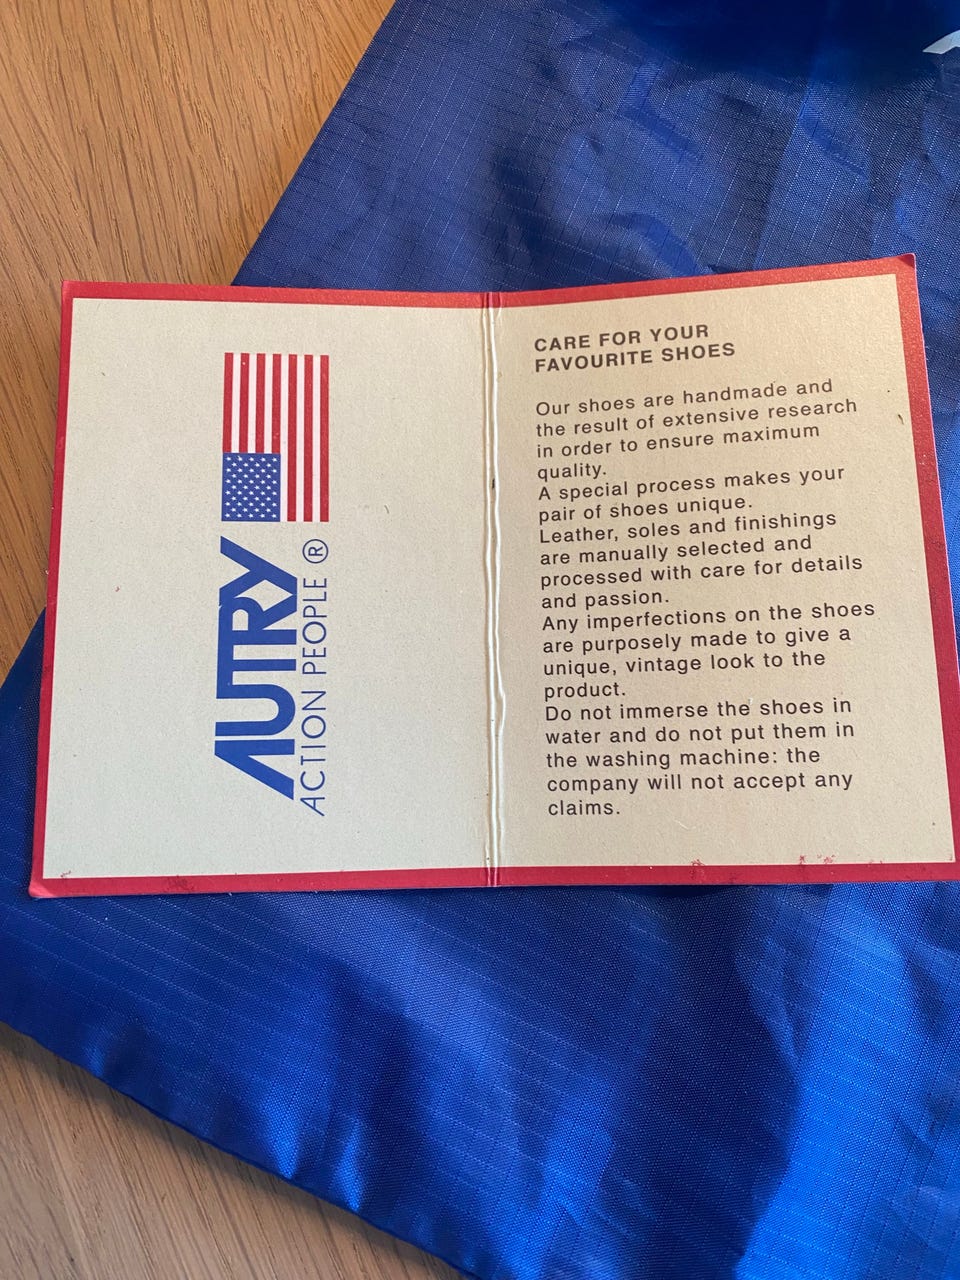 AUTRY
ACTION PEOPLE ®
CARE FOR YOUR
FAVOURITE SHOES
Our shoes are handmade and
the result of extensive research
in order to ensure maximum
quality.
A special process makes your
pair of shoes unique.
Leather, soles and finishings
are manually selected and
processed with care for details
and passion.
Any imperfections on the shoes
are purposely made to give a
unique, vintage look to the
product.
Do not immerse the shoes in
water and do not put them in
the washing machine: the
company will not accept any
claims.